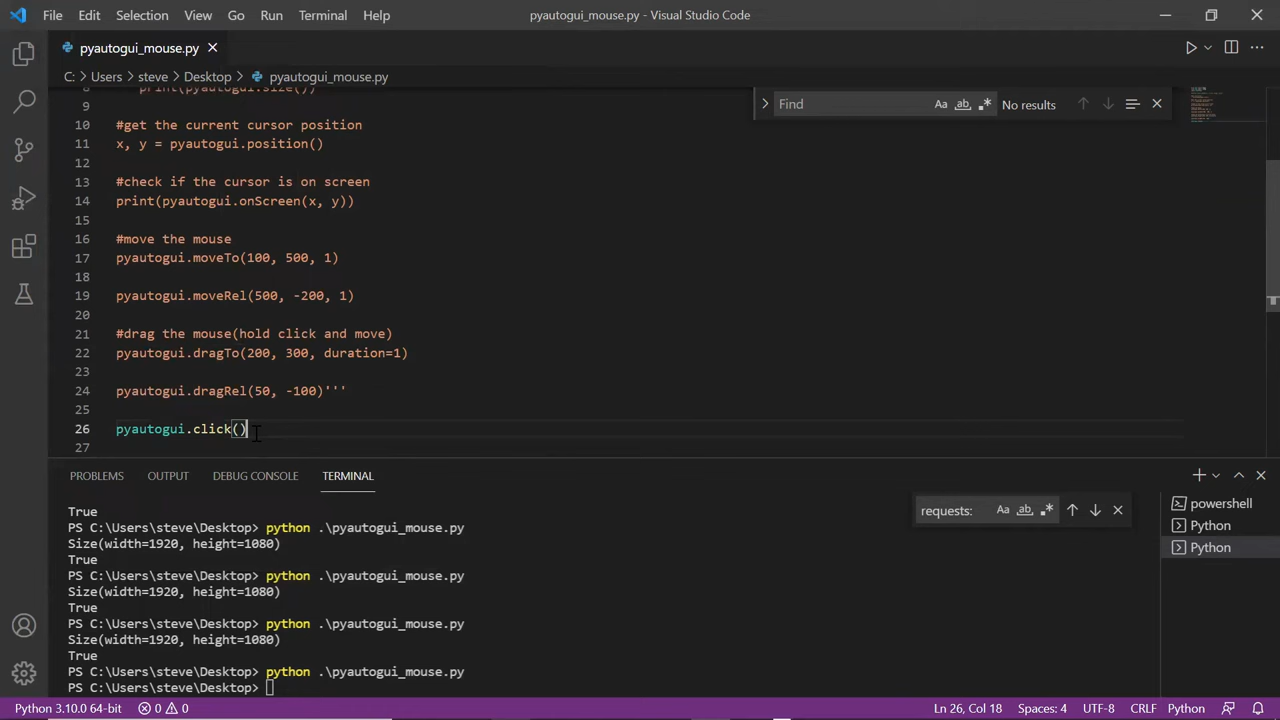 File Edit Selection View Go Run Terminal Help pyautogui_mouse.py - Visual Studio Code
pyautogui_mouse.py
C: > Users > steve > Desktop > pyautogui_mouse.py
Find Aa ab .* No results
8 print(pyautogui.size())
9
10 #get the current cursor position
11 x, y = pyautogui.position()
12
13 #check if the cursor is on screen
14 print(pyautogui.onScreen(x, y))
15
16 #move the mouse
17 pyautogui.moveTo(100, 500, 1)
18
19 pyautogui.moveRel(500, -200, 1)
20
21 #drag the mouse(hold click and move)
22 pyautogui.dragTo(200, 300, duration=1)
23
24 pyautogui.dragRel(50, -100)'''
25
26 pyautogui.click()
27
PROBLEMS OUTPUT DEBUG CONSOLE TERMINAL
requests: Aa ab .*
powershell
Python
Python
True
PS C:\Users\steve\Desktop> python .\pyautogui_mouse.py
Size(width=1920, height=1080)
True
PS C:\Users\steve\Desktop> python .\pyautogui_mouse.py
Size(width=1920, height=1080)
True
PS C:\Users\steve\Desktop> python .\pyautogui_mouse.py
Size(width=1920, height=1080)
True
PS C:\Users\steve\Desktop> python .\pyautogui_mouse.py
PS C:\Users\steve\Desktop>
Python 3.10.0 64-bit 0 0 Ln 26, Col 18 Spaces: 4 UTF-8 CRLF Python